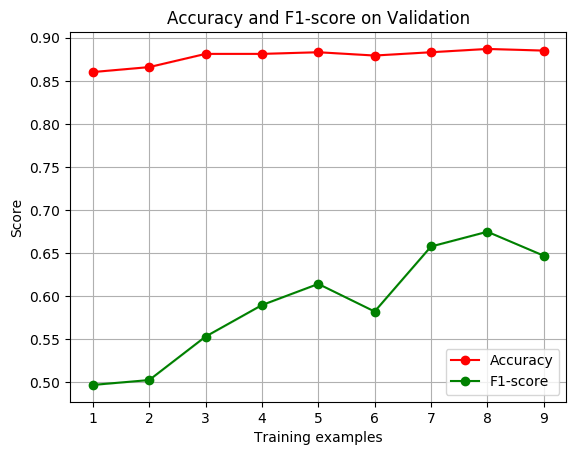 Accuracy and F1-score on Validation
0.90
0.85
0.80
0.75
0.70
0.65
0.60
0.55
0.50
Score
Accuracy
F1-score
1 2 3 4 5 6 7 8 9
Training examples